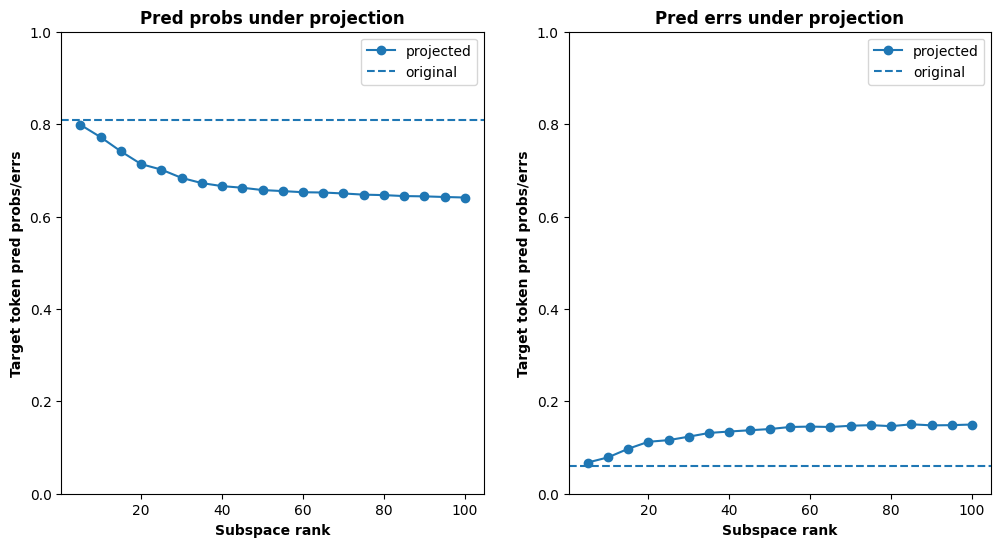 Pred probs under projection
Target token pred probs/errs
1.0
0.8
0.6
0.4
0.2
0.0
projected
original
20
40
60
80
100
Subspace rank
Pred errs under projection
Target token pred probs/errs
1.0
0.8
0.6
0.4
0.2
0.0
projected
original
20
40
60
80
100
Subspace rank